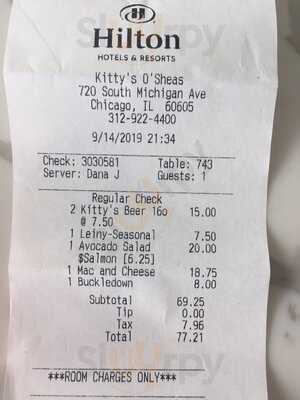 Hilton
HOTELS & RESORTS
Kitty's O'Sheas
720 South Michigan Ave
Chicago, IL 60605
312-922-4400
9/14/2019 21:34
Check: 3030581 Table: 743
Server: Dana J Guests: 1
Regular Check
2 Kitty's Beer 16o 15.00
@ 7.50
1 Leiny-Seasonal 7.50
1 Avocado Salad 20.00
$Salmon [6.25]
1 Mac and Cheese 18.75
1 Buckledown 8.00
Subtotal 69.25
Tip 0.00
Tax 7.96
Total 77.21
***ROOM CHARGES ONLY***